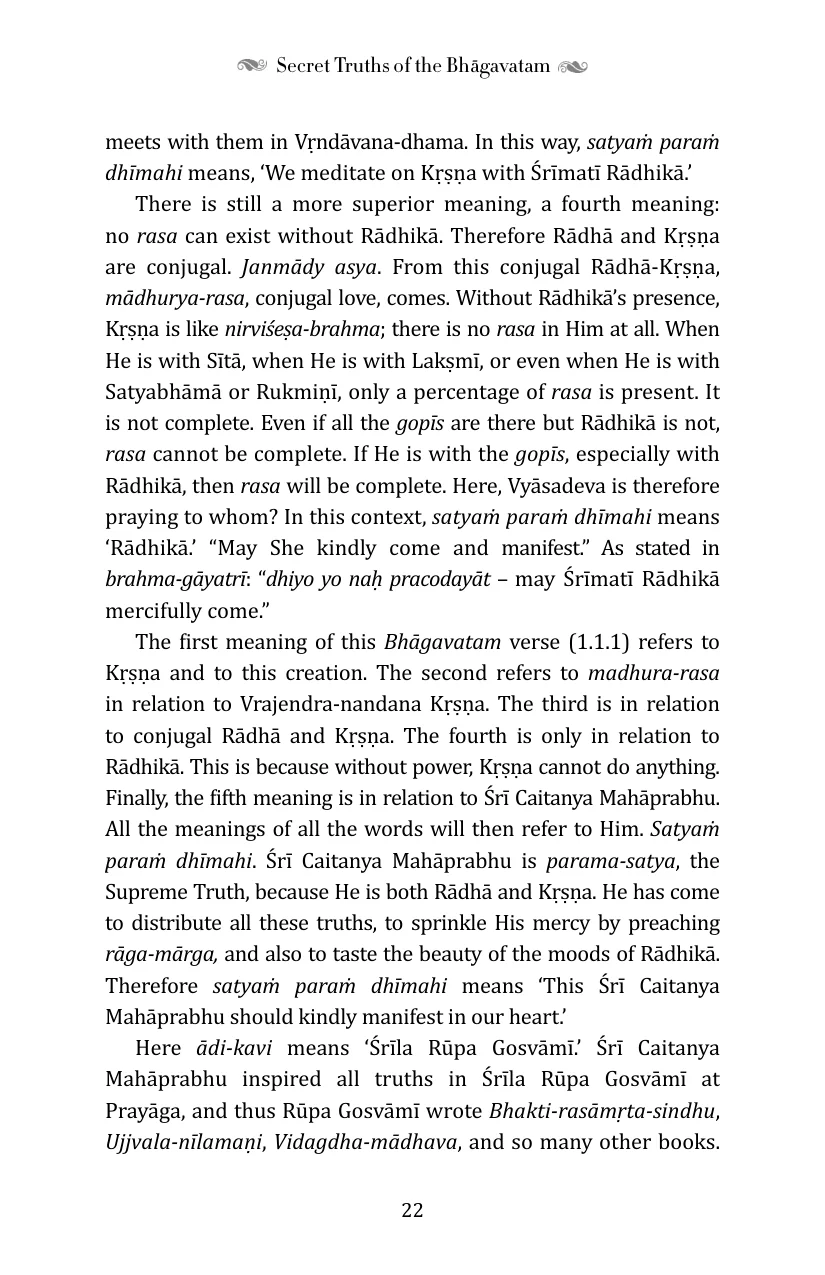 Secret Truths of the Bhāgavatam
meets with them in Vṛndāvana-dhama. In this way, satyaṁ paraṁ
dhīmahi means, ‘We meditate on Kṛṣṇa with Śrīmatī Rādhikā.’
There is still a more superior meaning, a fourth meaning:
no rasa can exist without Rādhikā. Therefore Rādhā and Kṛṣṇa
are conjugal. Janmādy asya. From this conjugal Rādhā-Kṛṣṇa,
mādhurya-rasa, conjugal love, comes. Without Rādhikā’s presence,
Kṛṣṇa is like nirviśeṣa-brahma; there is no rasa in Him at all. When
He is with Sītā, when He is with Lakṣmī, or even when He is with
Satyabhāmā or Rukmiṇī, only a percentage of rasa is present. It
is not complete. Even if all the gopīs are there but Rādhikā is not,
rasa cannot be complete. If He is with the gopīs, especially with
Rādhikā, then rasa will be complete. Here, Vyāsadeva is therefore
praying to whom? In this context, satyaṁ paraṁ dhīmahi means
‘Rādhikā.’ “May She kindly come and manifest.” As stated in
brahma-gāyatrī: “dhiyo yo naḥ pracodayāt – may Śrīmatī Rādhikā
mercifully come.”
The first meaning of this Bhāgavatam verse (1.1.1) refers to
Kṛṣṇa and to this creation. The second refers to madhura-rasa
in relation to Vrajendra-nandana Kṛṣṇa. The third is in relation
to conjugal Rādhā and Kṛṣṇa. The fourth is only in relation to
Rādhikā. This is because without power, Kṛṣṇa cannot do anything.
Finally, the fifth meaning is in relation to Śrī Caitanya Mahāprabhu.
All the meanings of all the words will then refer to Him. Satyaṁ
paraṁ dhīmahi. Śrī Caitanya Mahāprabhu is parama-satya, the
Supreme Truth, because He is both Rādhā and Kṛṣṇa. He has come
to distribute all these truths, to sprinkle His mercy by preaching
rāga-mārga, and also to taste the beauty of the moods of Rādhikā.
Therefore satyaṁ paraṁ dhīmahi means ‘This Śrī Caitanya
Mahāprabhu should kindly manifest in our heart.’
Here ādi-kavi means ‘Śrīla Rūpa Gosvāmī.’ Śrī Caitanya
Mahāprabhu inspired all truths in Śrīla Rūpa Gosvāmī at
Prayāga, and thus Rūpa Gosvāmī wrote Bhakti-rasāmṛta-sindhu,
Ujjvala-nīlamaṇi, Vidagdha-mādhava, and so many other books.
22